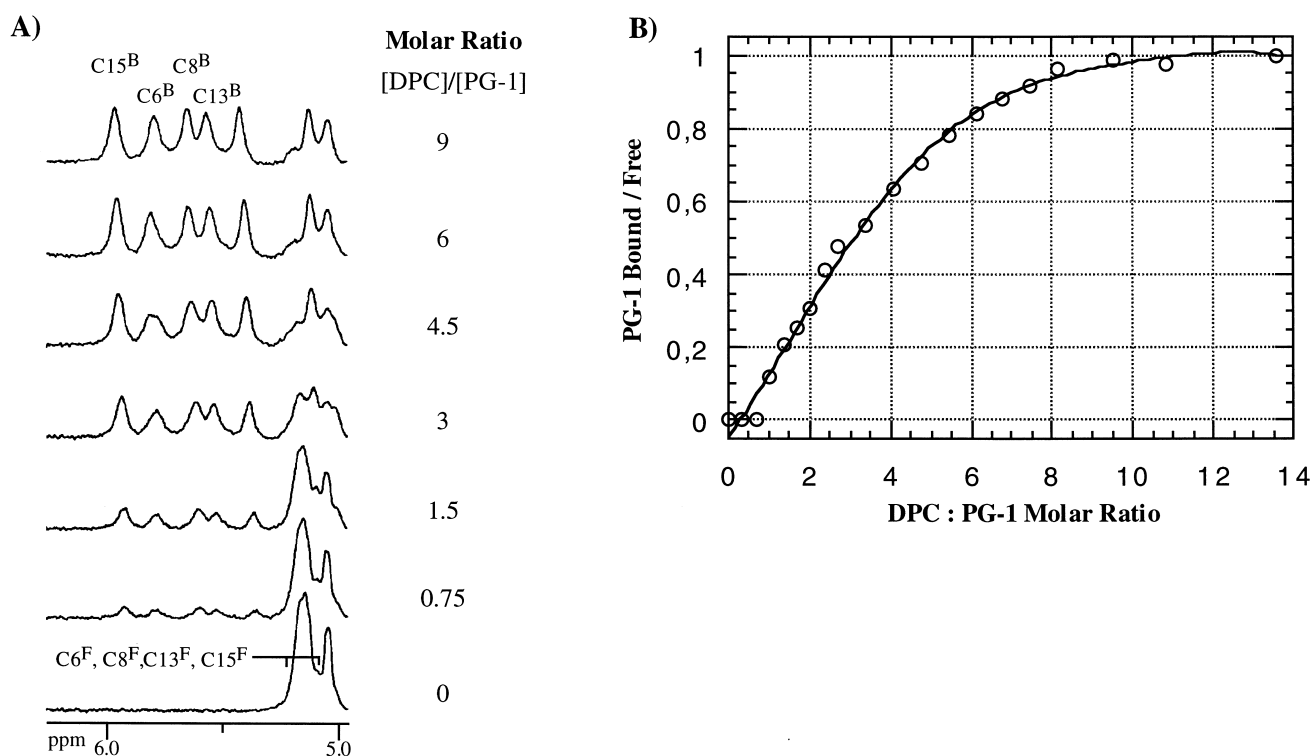 A)
Molar Ratio
[DPC]/[PG-1]
C15B
C6B
C8B
C13B
9
6
4.5
3
1.5
0.75
0
C6F, C8F,C13F, C15F
ppm 6.0 5.0
B)
PG-1 Bound / Free
1
0,8
0,6
0,4
0,2
0
0 2 4 6 8 10 12 14
DPC : PG-1 Molar Ratio